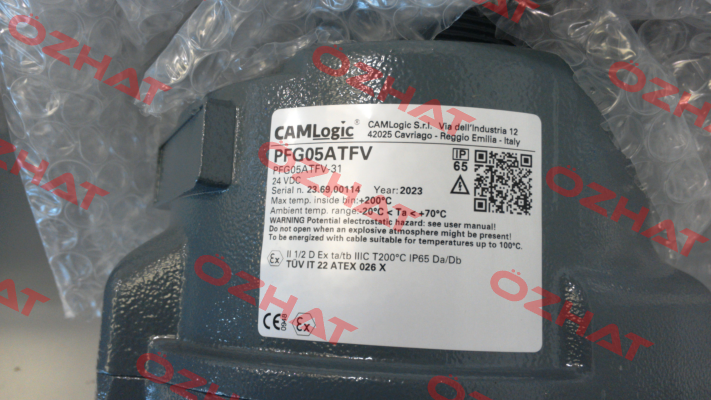 CAMLogic®
CAMLogic S.r.l. Via dell'Industria 12
42025 Cavriago - Reggio Emilia - Italy
PFG05ATFV
PFG05ATFV-31
24 VDC
Serial n. 23.69.00114 Year: 2023
Max temp. inside bin:+200°C
Ambient temp. range:-20°C < Ta < +70°C
IP
65
WARNING Potential electrostatic hazard: see user manual!
Do not open when an explosive atmosphere might be present!
To be energized with cable suitable for temperatures up to 100°C.
Ex II 1/2 D Ex ta/tb IIIC T200°C IP65 Da/Db
TÜV IT 22 ATEX 026 X
CE 0948 Ex
OZHAT
OZHAT
OZHAT
OZHAT
OZHAT
OZHAT
OZHAT
OZHAT
OZHAT